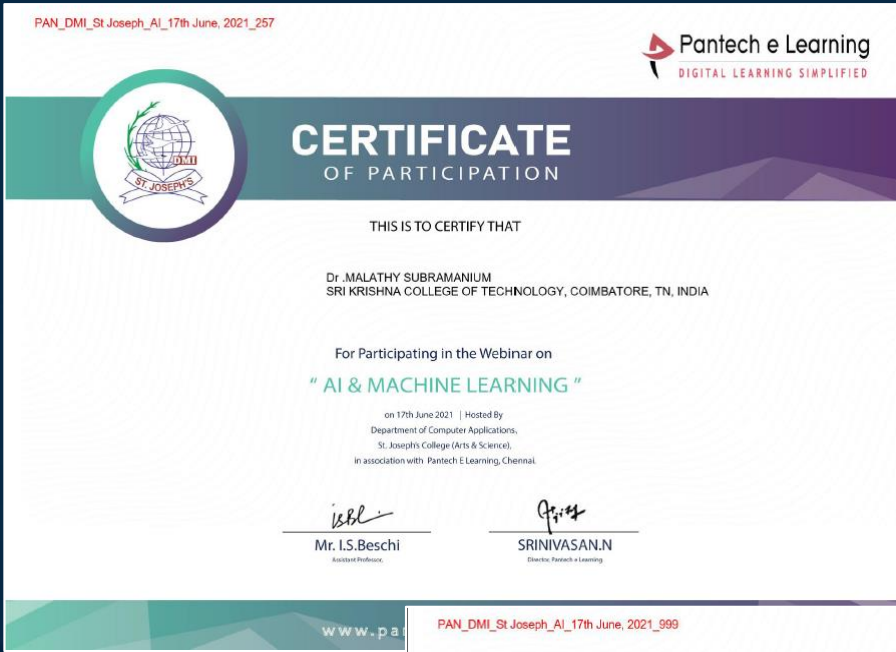 PAN_DMI_St Joseph_AI_17th June, 2021_257
Pantech e Learning
DIGITAL LEARNING SIMPLIFIED
DMI
ST. JOSEPH'S
CERTIFICATE
OF PARTICIPATION
THIS IS TO CERTIFY THAT
Dr .MALATHY SUBRAMANIUM
SRI KRISHNA COLLEGE OF TECHNOLOGY, COIMBATORE, TN, INDIA
For Participating in the Webinar on
“ AI & MACHINE LEARNING ”
on 17th June 2021 | Hosted By
Department of Computer Applications,
St. Joseph's College (Arts & Science),
in association with Pantech E Learning, Chennai.
Mr. I.S.Beschi
SRINIVASAN.N
Assistant Professor.
Director, Pantech e Learning
www.pa
PAN_DMI_St Joseph_AI_17th June, 2021_999